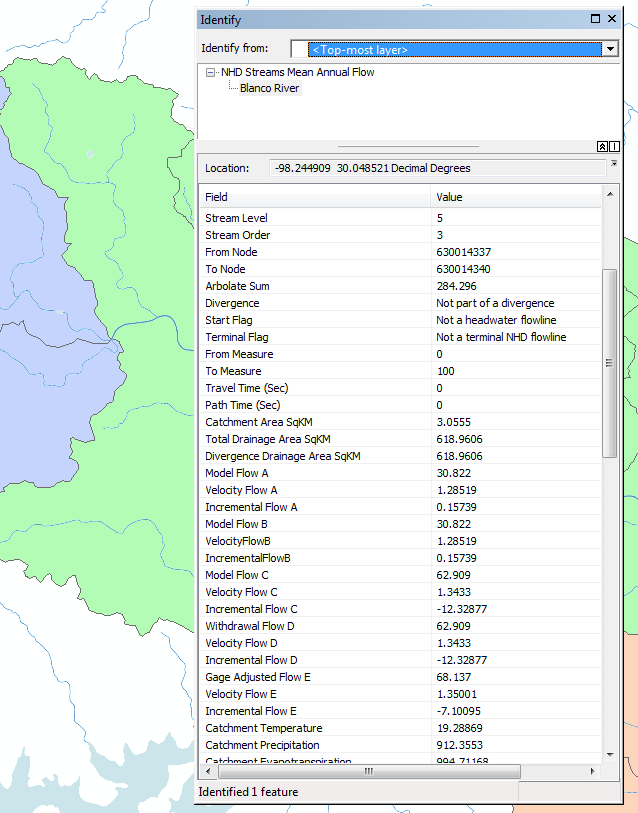 Identify
Identify from: <Top-most layer>
NHD Streams Mean Annual Flow
Blanco River
Location: -98.244909 30.048521 Decimal Degrees
Field Value
Stream Level 5
Stream Order 3
From Node 630014337
To Node 630014340
Arbolate Sum 284.296
Divergence Not part of a divergence
Start Flag Not a headwater flowline
Terminal Flag Not a terminal NHD flowline
From Measure 0
To Measure 100
Travel Time (Sec) 0
Path Time (Sec) 0
Catchment Area SqKM 3.0555
Total Drainage Area SqKM 618.9606
Divergence Drainage Area SqKM 618.9606
Model Flow A 30.822
Velocity Flow A 1.28519
Incremental Flow A 0.15739
Model Flow B 30.822
VelocityFlowB 1.28519
IncrementalFlowB 0.15739
Model Flow C 62.909
Velocity Flow C 1.3433
Incremental Flow C -12.32877
Withdrawal Flow D 62.909
Velocity Flow D 1.3433
Incremental Flow D -12.32877
Gage Adjusted Flow E 68.137
Velocity Flow E 1.35001
Incremental Flow E -7.10095
Catchment Temperature 19.28869
Catchment Precipitation 912.3553
Catchment Evapotranspiration 994.71168
Identified 1 feature